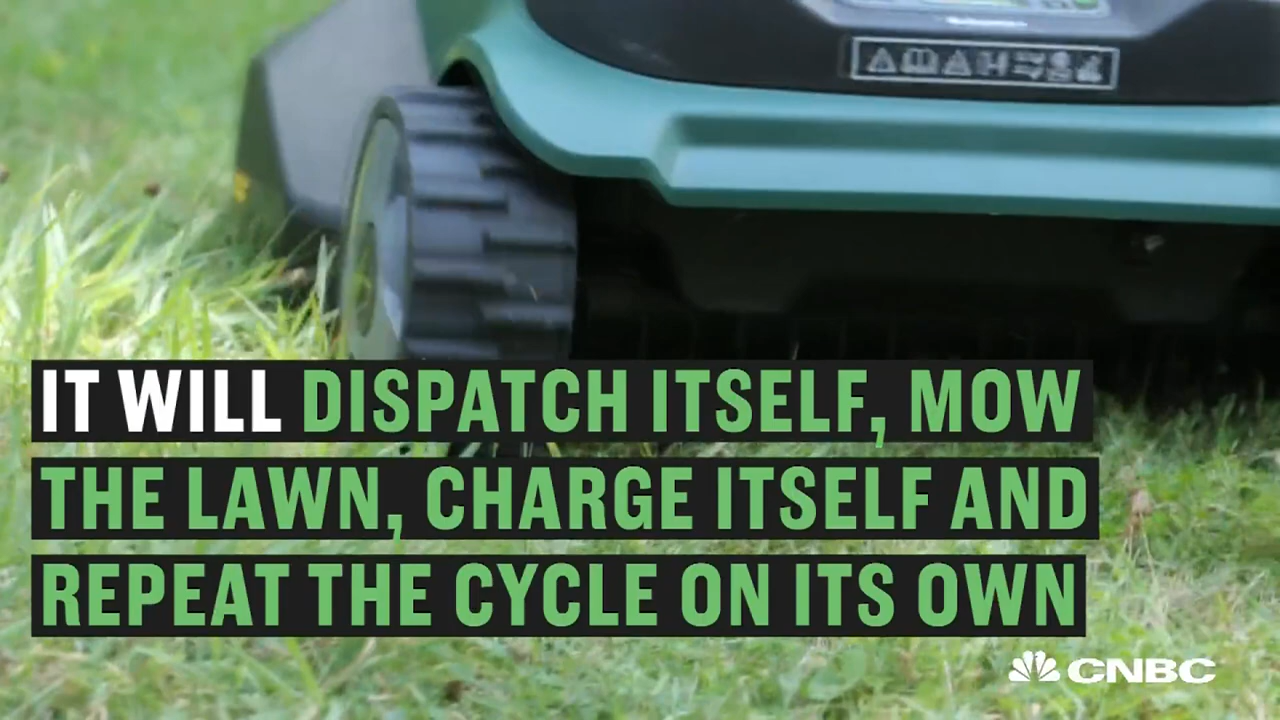 IT WILL DISPATCH ITSELF, MOW
THE LAWN, CHARGE ITSELF AND
REPEAT THE CYCLE ON ITS OWN
CNBC